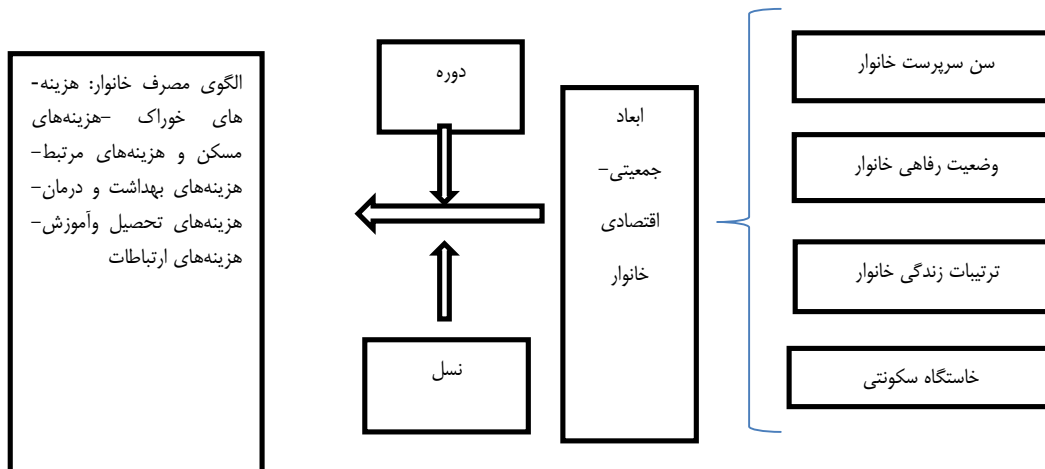 سن سرپرست خانوار
وضعیت رفاهی خانوار
ترتیبات زندگی خانوار
خاستگاه سکونتی
ابعاد
جمعیتی–
اقتصادی
خانوار
دوره
نسل
الگوی مصرف خانوار: هزینه-
های خوراک –هزینه‌های
مسکن و هزینه‌های مرتبط–
هزینه‌های بهداشت و درمان–
هزینه‌های تحصیل وآموزش–
هزینه‌های ارتباطات